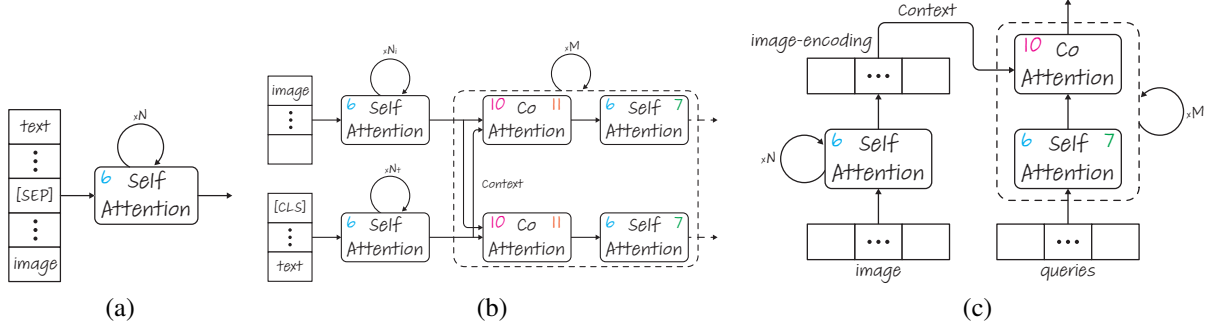 text
[SEP]
image
xN
6 Self
Attention
(a)
image
xNi
6 Self
Attention
xM
10 Co 11
Attention
6 Self 7
Attention
Context
[CLS]
text
xNt
6 Self
Attention
10 Co 11
Attention
6 Self 7
Attention
(b)
Context
image-encoding
...
xN
6 Self
Attention
...
image
10 Co
Attention
6 Self 7
Attention
xM
...
queries
(c)